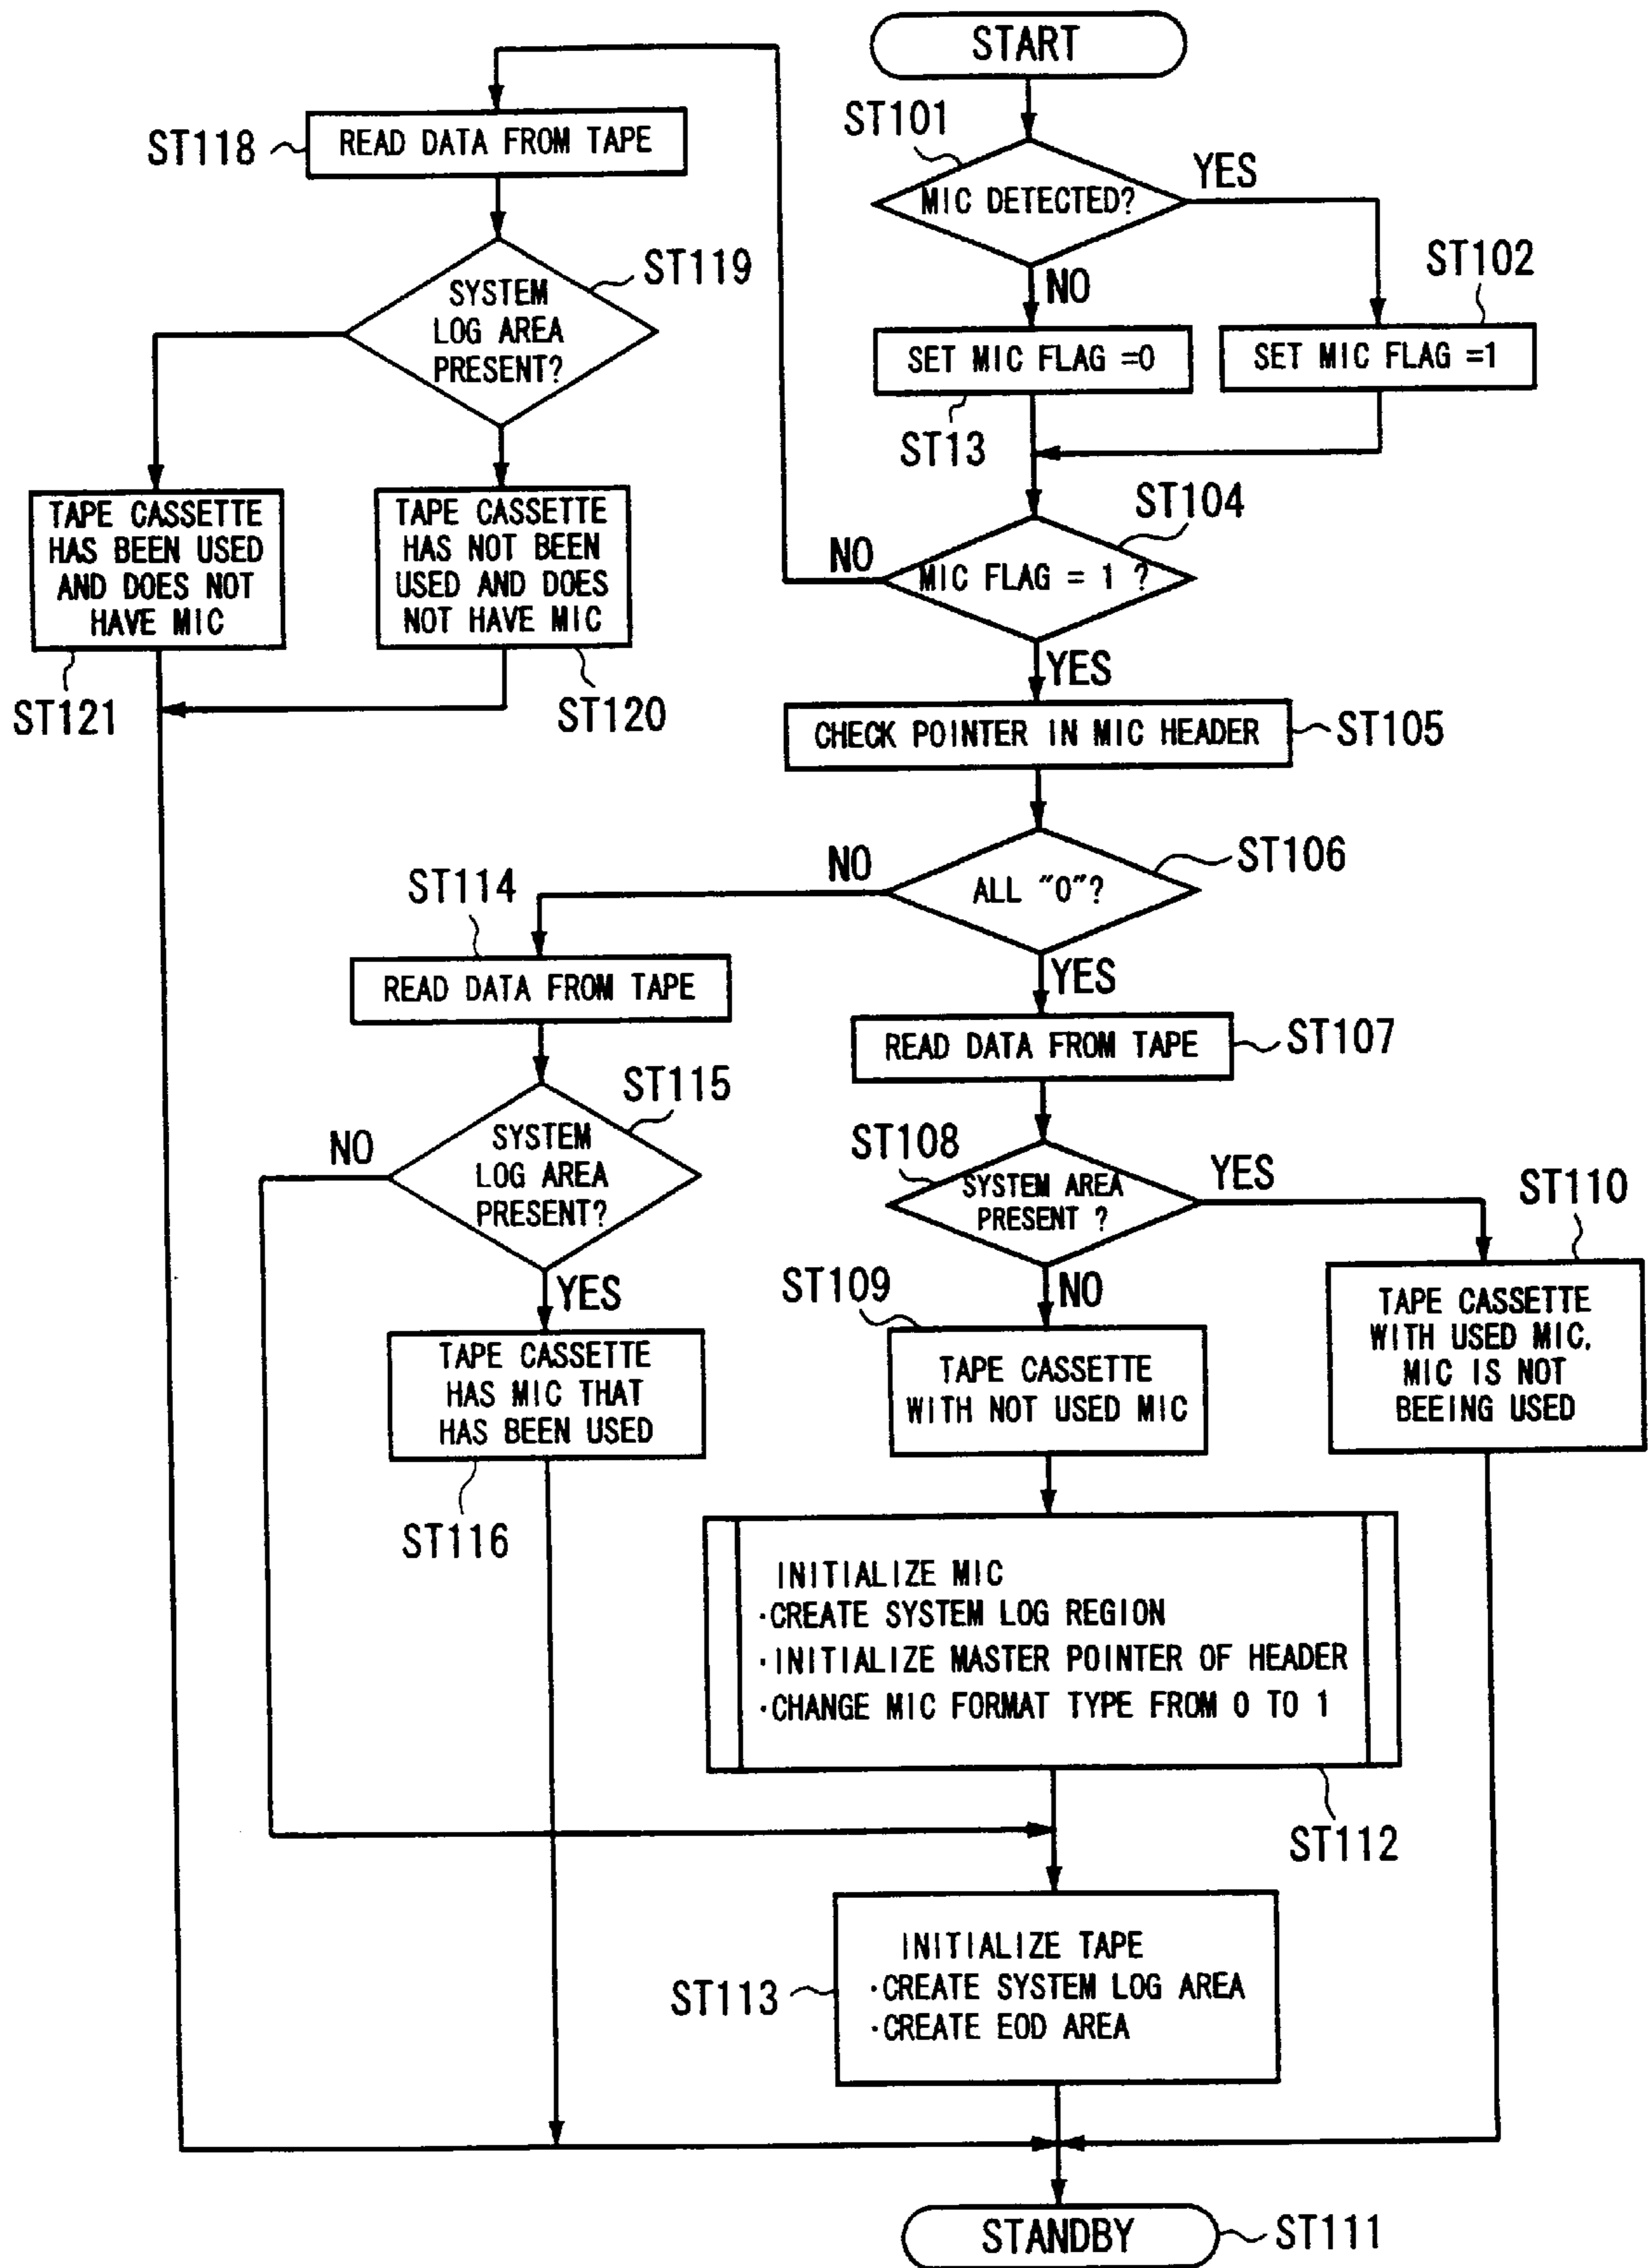 START
ST101
MIC DETECTED?
YES
NO
ST102
SET MIC FLAG =1
SET MIC FLAG =0
ST13
ST104
MIC FLAG = 1 ?
NO
YES
ST118
READ DATA FROM TAPE
ST119
SYSTEM
LOG AREA
PRESENT?
TAPE CASSETTE
HAS BEEN USED
AND DOES NOT
HAVE MIC
ST121
TAPE CASSETTE
HAS NOT BEEN
USED AND DOES
NOT HAVE MIC
ST120
CHECK POINTER IN MIC HEADER
ST105
ALL "0"?
ST106
NO
YES
ST114
READ DATA FROM TAPE
ST115
SYSTEM
LOG AREA
PRESENT?
NO
YES
TAPE CASSETTE
HAS MIC THAT
HAS BEEN USED
ST116
READ DATA FROM TAPE
ST107
ST108
SYSTEM AREA
PRESENT ?
YES
NO
ST109
TAPE CASSETTE
WITH NOT USED MIC
ST110
TAPE CASSETTE
WITH USED MIC.
MIC IS NOT
BEEING USED
INITIALIZE MIC
·CREATE SYSTEM LOG REGION
·INITIALIZE MASTER POINTER OF HEADER
·CHANGE MIC FORMAT TYPE FROM 0 TO 1
ST112
ST113
INITIALIZE TAPE
·CREATE SYSTEM LOG AREA
·CREATE EOD AREA
STANDBY
ST111